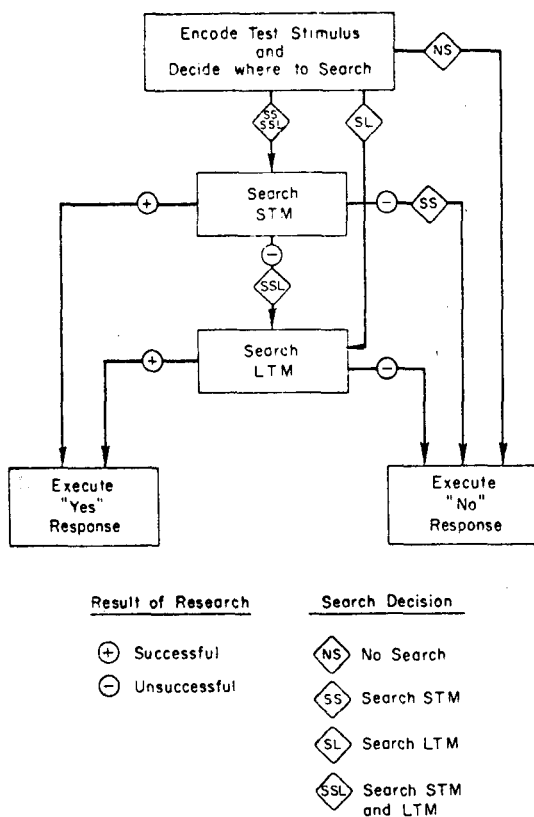 Encode Test Stimulus
and
Decide where to Search
NS
SS
SSL
SL
Search
STM
+
−
SS
−
SSL
Search
LTM
+
−
Execute
"Yes"
Response
Execute
"No"
Response
Result of Research
Search Decision
+ Successful
− Unsuccessful
NS No Search
SS Search STM
SL Search LTM
SSL Search STM
and LTM